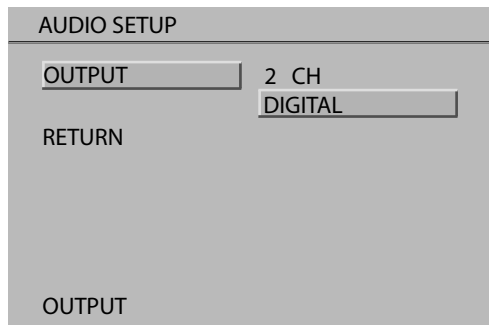 AUDIO SETUP
OUTPUT 2 CH
DIGITAL
RETURN
OUTPUT